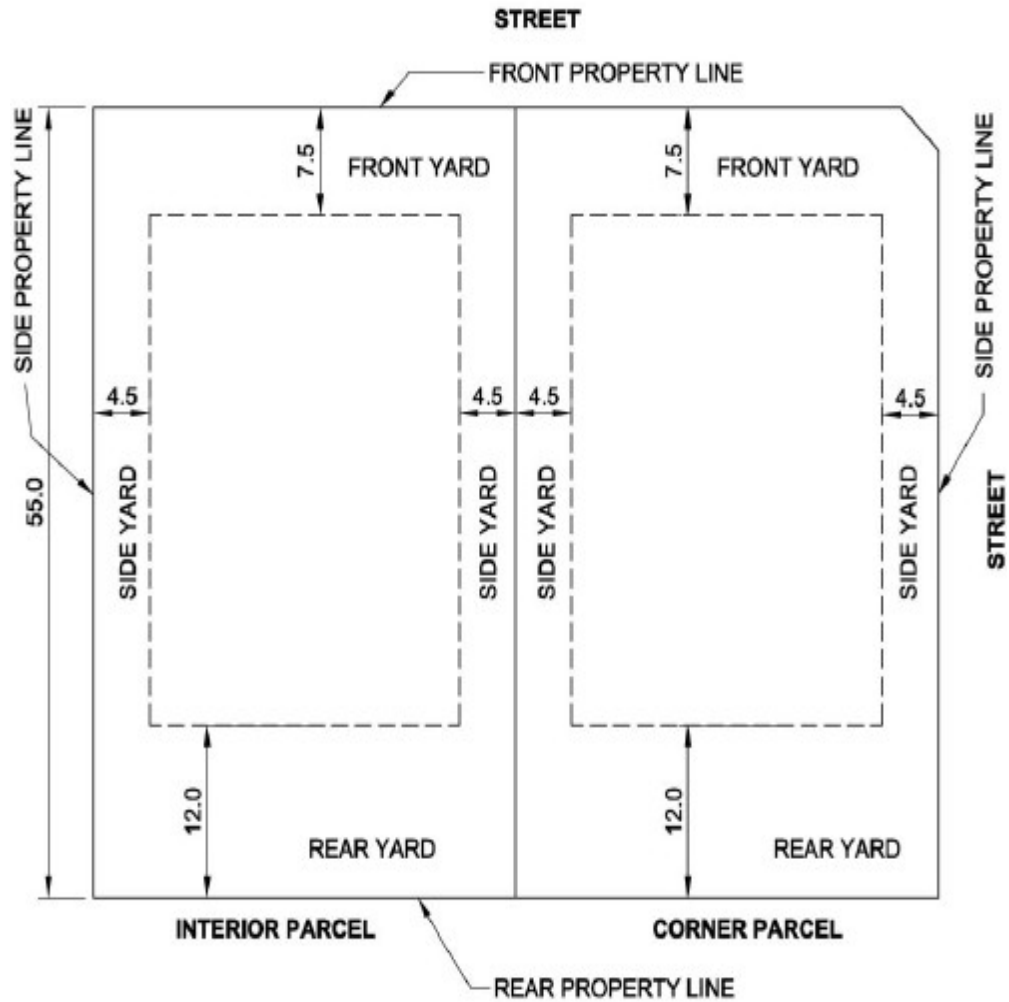 STREET
FRONT PROPERTY LINE
SIDE PROPERTY LINE
7.5
FRONT YARD
7.5
FRONT YARD
SIDE PROPERTY LINE
4.5
4.5
4.5
4.5
55.0
SIDE YARD
SIDE YARD
SIDE YARD
SIDE YARD
STREET
12.0
REAR YARD
12.0
REAR YARD
INTERIOR PARCEL
CORNER PARCEL
REAR PROPERTY LINE